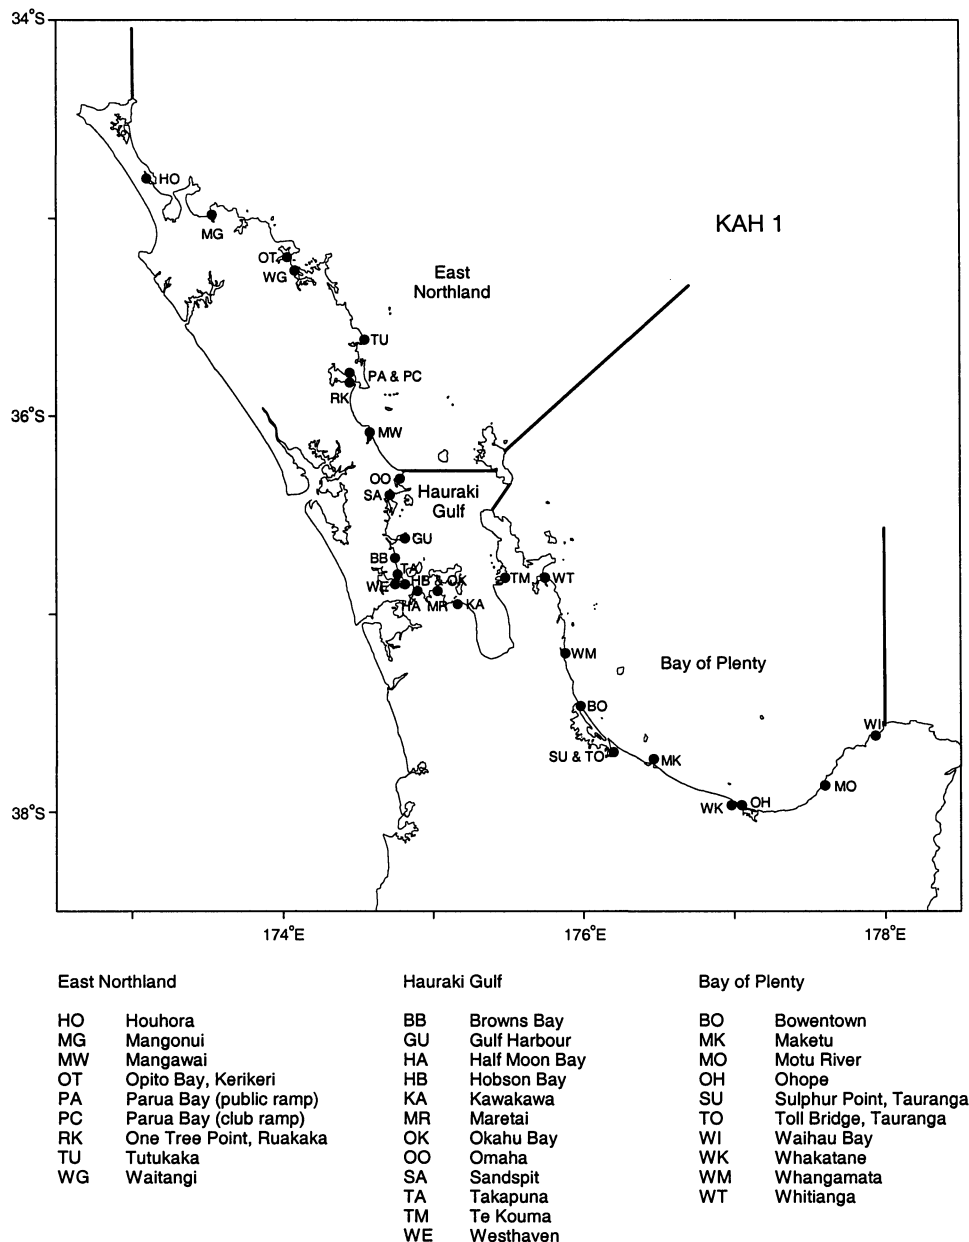 34°S
HO
KAH 1
MG
OT
WG
East
Northland
TU
PA & PC
RK
36°S
MW
OO
Hauraki
SA
Gulf
GU
BB
TA
WE
HB & OK
TM
WT
HA
MR
KA
WM
Bay of Plenty
BO
WI
SU & TO
MK
MO
WK
OH
38°S
174°E
176°E
178°E
East Northland
Hauraki Gulf
Bay of Plenty
HO Houhora
BB Browns Bay
BO Bowentown
MG Mangonui
GU Gulf Harbour
MK Maketu
MW Mangawai
HA Half Moon Bay
MO Motu River
OT Opito Bay, Kerikeri
HB Hobson Bay
OH Ohope
PA Parua Bay (public ramp)
KA Kawakawa
SU Sulphur Point, Tauranga
PC Parua Bay (club ramp)
MR Maretai
TO Toll Bridge, Tauranga
RK One Tree Point, Ruakaka
OK Okahu Bay
WI Waihau Bay
TU Tutukaka
OO Omaha
WK Whakatane
WG Waitangi
SA Sandspit
WM Whangamata
TA Takapuna
WT Whitianga
TM Te Kouma
WE Westhaven